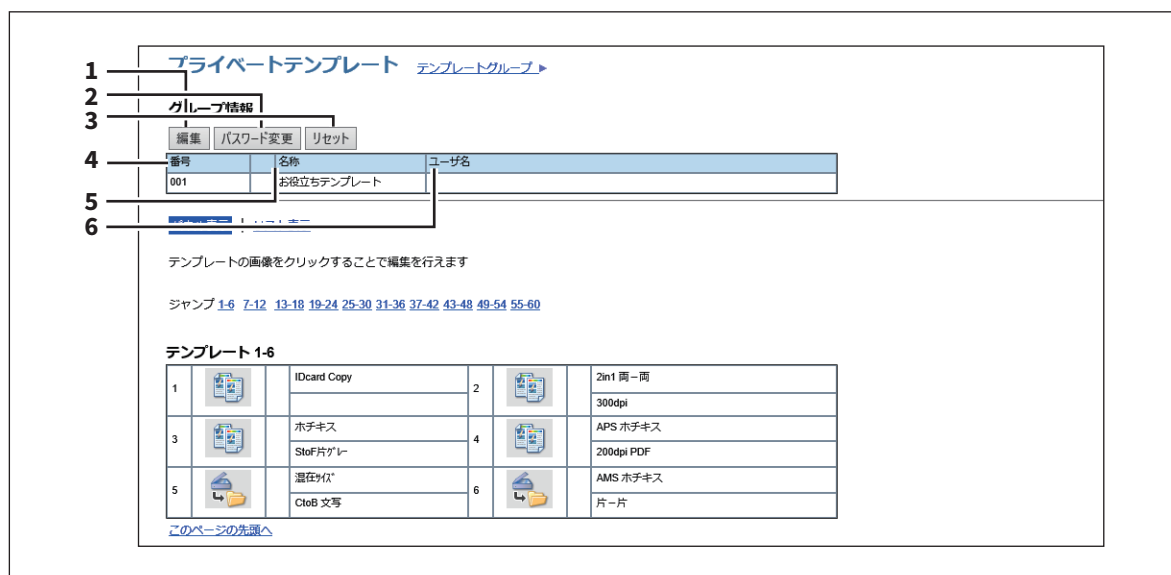 プライベートテンプレート テンプレートグループ ▶
1
2
グループ情報
3
編集 パスワード変更 リセット
4
番号 名称 ユーザ名
001 お役立ちテンプレート
5
6
テンプレートの画像をクリックすることで編集を行えます
ジャンプ 1-6 7-12 13-18 19-24 25-30 31-36 37-42 43-48 49-54 55-60
テンプレート 1-6
1 IDcard Copy 2 2in1 両－両
300dpi
3 ホチキス 4 APS ホチキス
StoF片ｸﾞﾚｰ 200dpi PDF
5 混在ｻｲｽﾞ 6 AMS ホチキス
CtoB 文写 片－片
このページの先頭へ